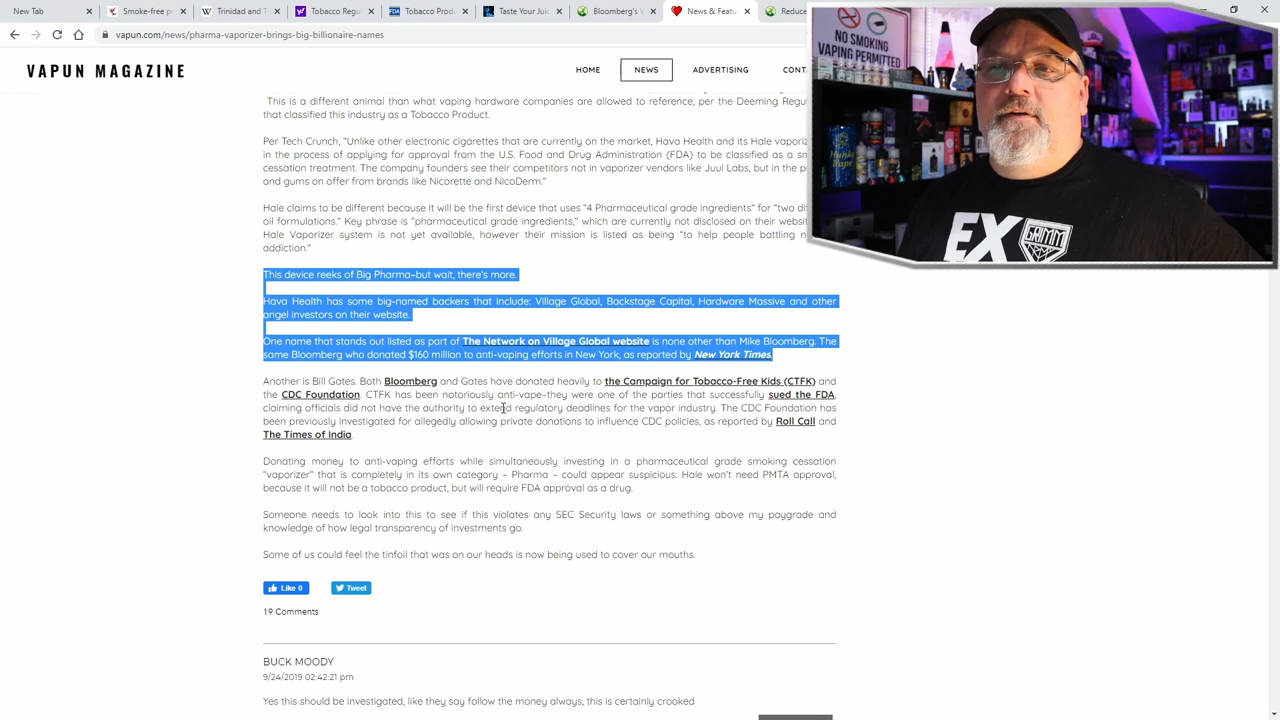 New Tab
Smoke-free pr
Trinidad and T
Tobacco Regul
Tobacco Prod
Taste Your Juic
Bloomberg's V
News & Featu
Reduc
vapun.com/news/pharma-vaporizer-brings-big-billionaire-names
VAPUN MAGAZINE
HOME NEWS ADVERTISING CONT
NO SMOKING
VAPING PERMITTED
This is a different animal than what vaping hardware companies are allowed to reference, per the Deeming Regu
that classified this industry as a Tobacco Product.
Per Tech Crunch, "Unlike other electronic cigarettes that are currently on the market, Hava Health and its Hale vapori
in the process of applying for approval from the U.S. Food and Drug Administration (FDA) to be classified as a sm
cessation treatment. The company founders see their competitors not in vaporizer vendors like Juul Labs, but in the p
and gums on offer from brands like Nicorette and NicoDerm."
Hale claims to be different because it will be the first device that uses "4 Pharmaceutical grade ingredients" for "two di
oil formulations." Key phrase is "pharmaceutical grade ingredients," which are currently not disclosed on their websit
Hale Vaporizer system is not yet available, however their mission is listed as being "to help people battling n
addiction."
This device reeks of Big Pharma–but wait, there's more.
Hava Health has some big-named backers that include: Village Global, Backstage Capital, Hardware Massive and other
angel investors on their website.
One name that stands out listed as part of The Network on Village Global website is none other than Mike Bloomberg. The
same Bloomberg who donated $160 million to anti-vaping efforts in New York, as reported by New York Times.
Another is Bill Gates. Both Bloomberg and Gates have donated heavily to the Campaign for Tobacco-Free Kids (CTFK) and
the CDC Foundation. CTFK has been notoriously anti-vape–they were one of the parties that successfully sued the FDA,
claiming officials did not have the authority to extend regulatory deadlines for the vapor industry. The CDC Foundation has
been previously investigated for allegedly allowing private donations to influence CDC policies, as reported by Roll Call and
The Times of India.
Donating money to anti-vaping efforts while simultaneously investing in a pharmaceutical grade smoking cessation
"vaporizer" that is completely in its own category – Pharma – could appear suspicious. Hale won't need PMTA approval,
because it will not be a tobacco product, but will require FDA approval as a drug.
Someone needs to look into this to see if this violates any SEC Security laws or something above my paygrade and
knowledge of how legal transparency of investments go.
Some of us could feel the tinfoil that was on our heads is now being used to cover our mouths.
Like 0
Tweet
19 Comments
BUCK MOODY
9/24/2019 02:42:21 pm
Yes this should be investigated, like they say follow the money always, this is certainly crooked
EX
GRIMM